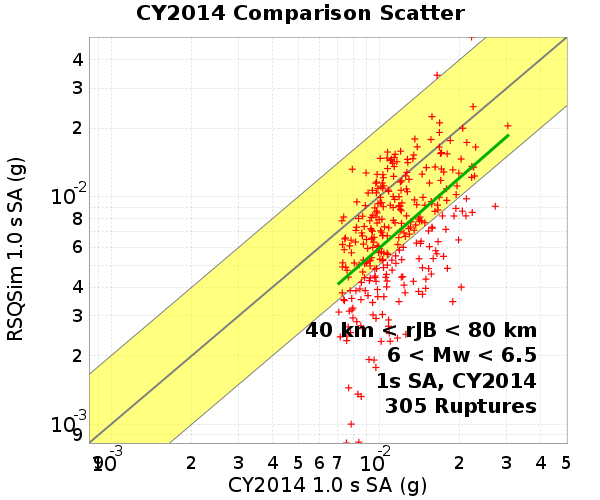 CY2014 Comparison Scatter
RSQSim 1.0 s SA (g)
4
3
2
10-2
8
6
4
3
2
10-3
9
40 km < rJB < 80 km
6 < Mw < 6.5
1s SA, CY2014
305 Ruptures
9 10-3 2 3 4 5 6 7 10-2 2 3 4 5
CY2014 1.0 s SA (g)